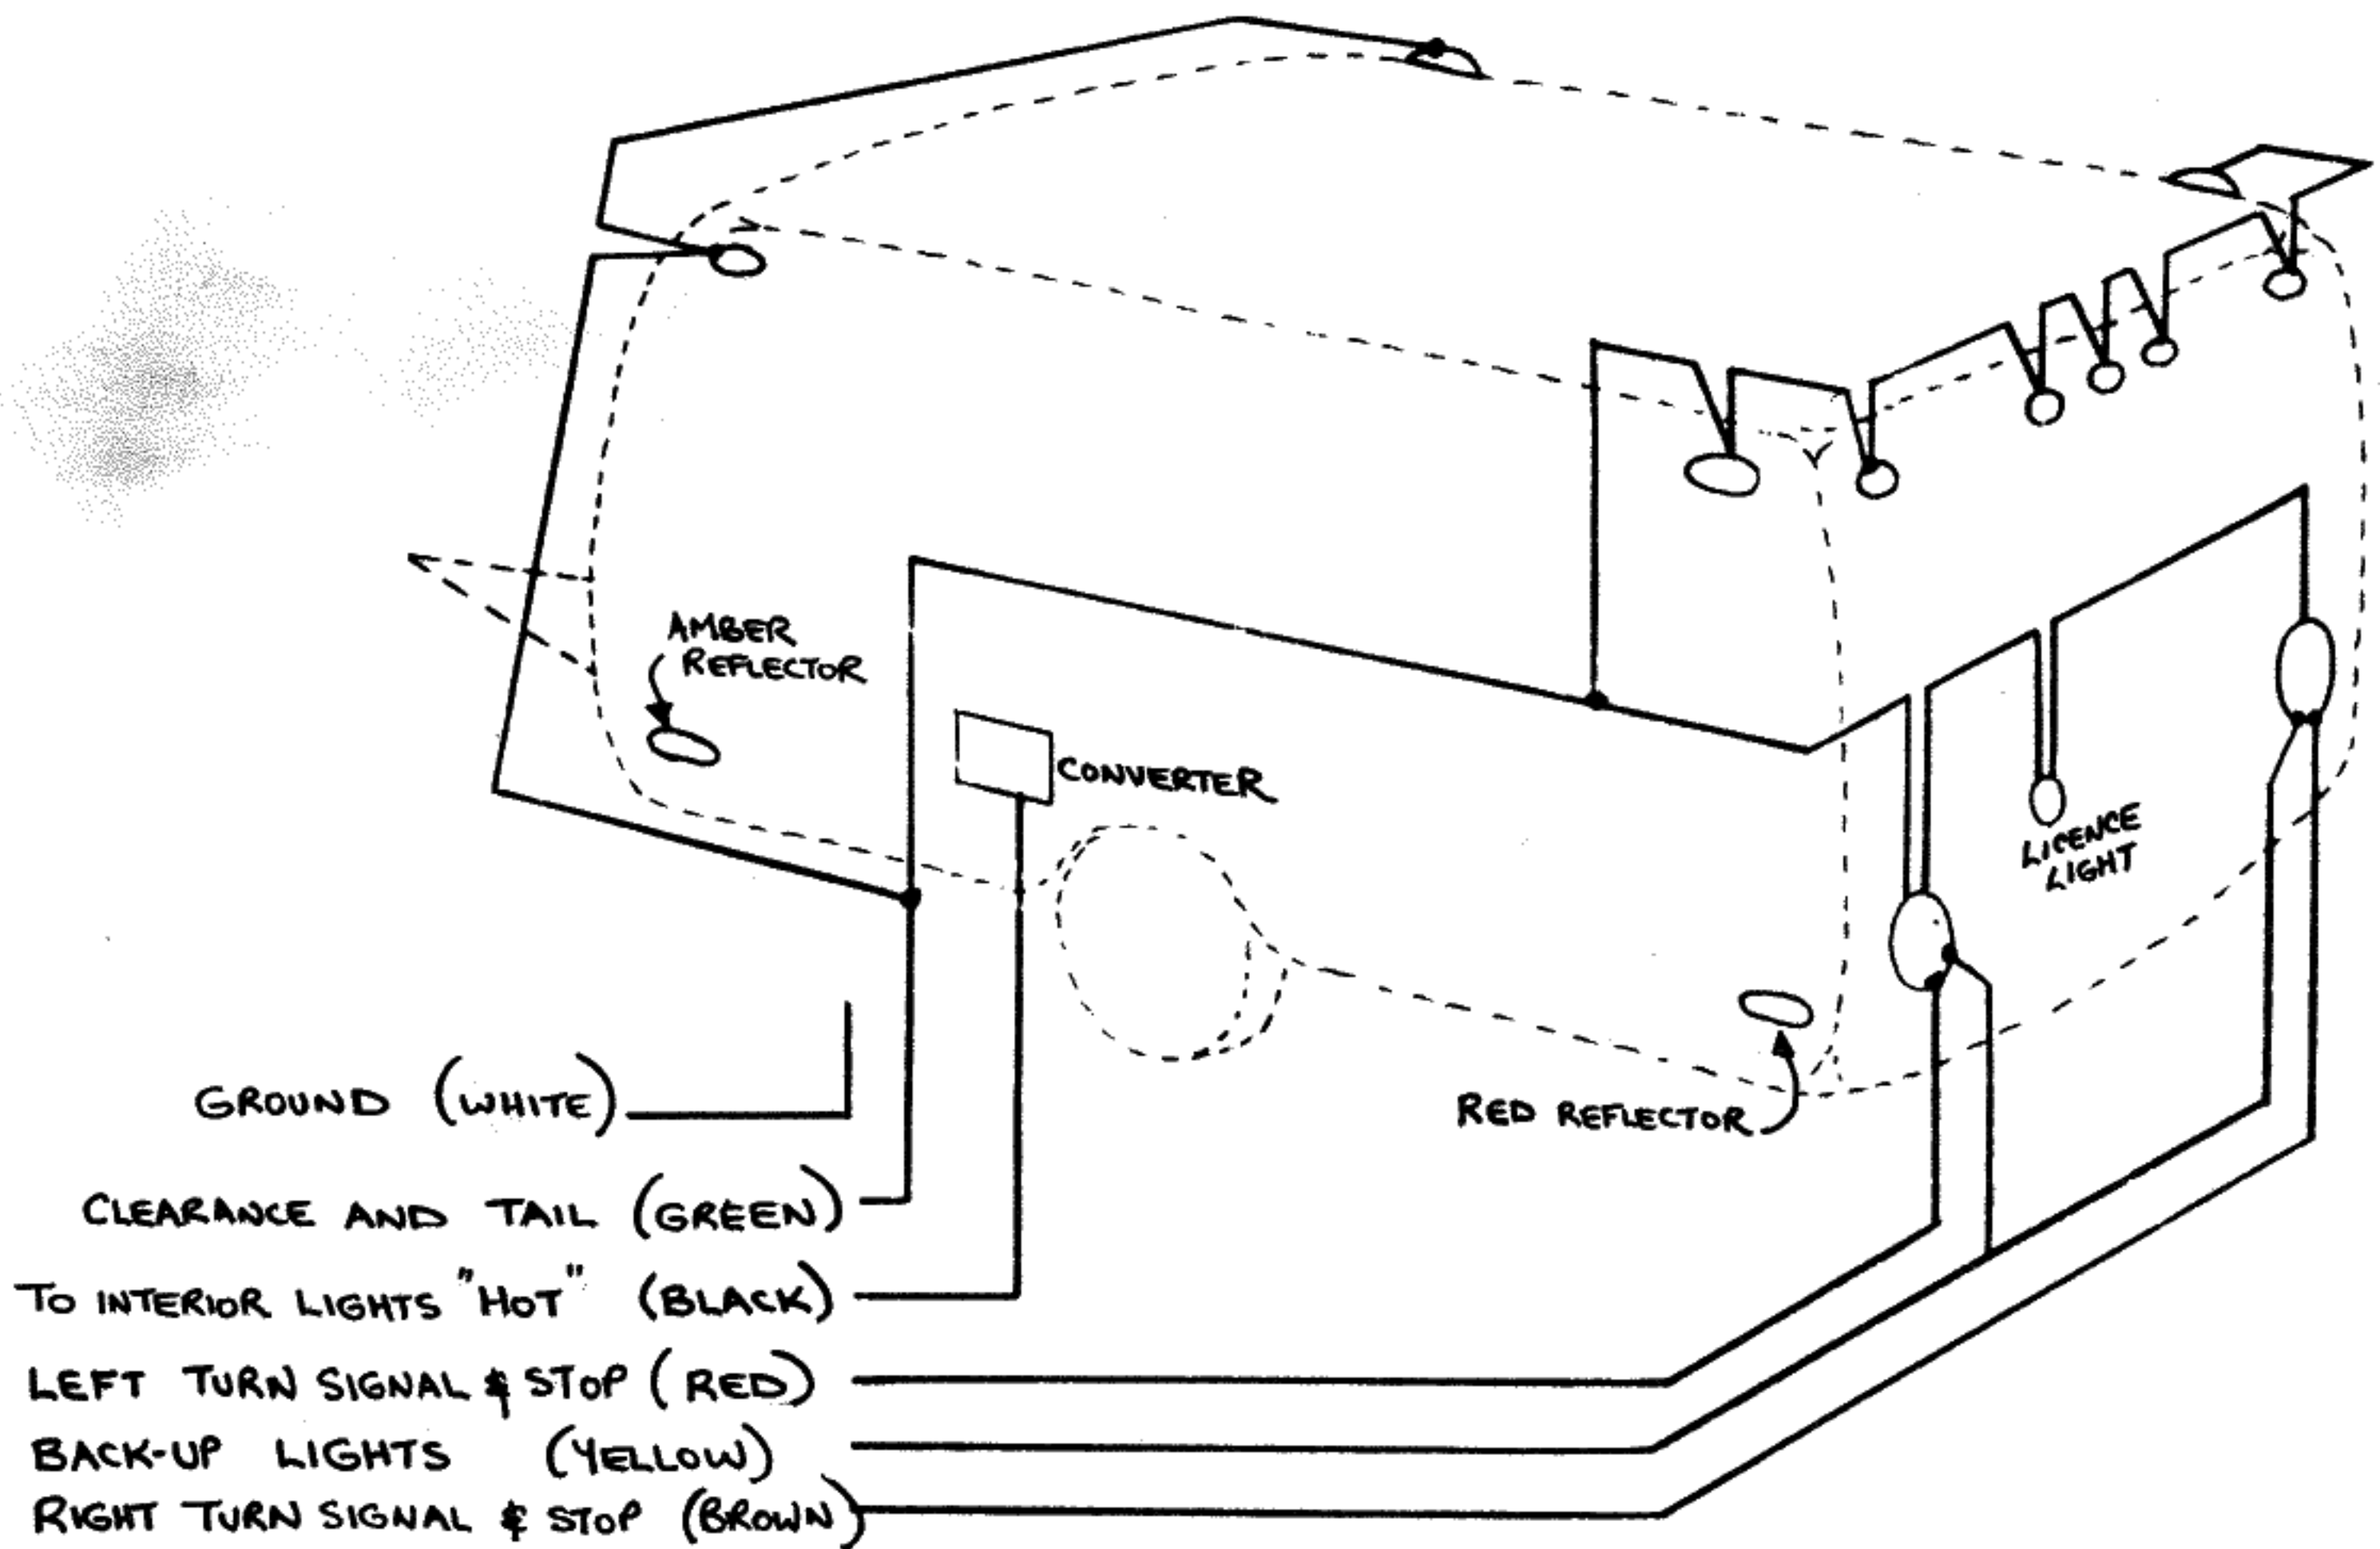 AMBER
REFLECTOR
CONVERTER
LICENCE
LIGHT
RED REFLECTOR
GROUND (WHITE)
CLEARANCE AND TAIL (GREEN)
TO INTERIOR LIGHTS "HOT" (BLACK)
LEFT TURN SIGNAL & STOP (RED)
BACK-UP LIGHTS (YELLOW)
RIGHT TURN SIGNAL & STOP (BROWN)